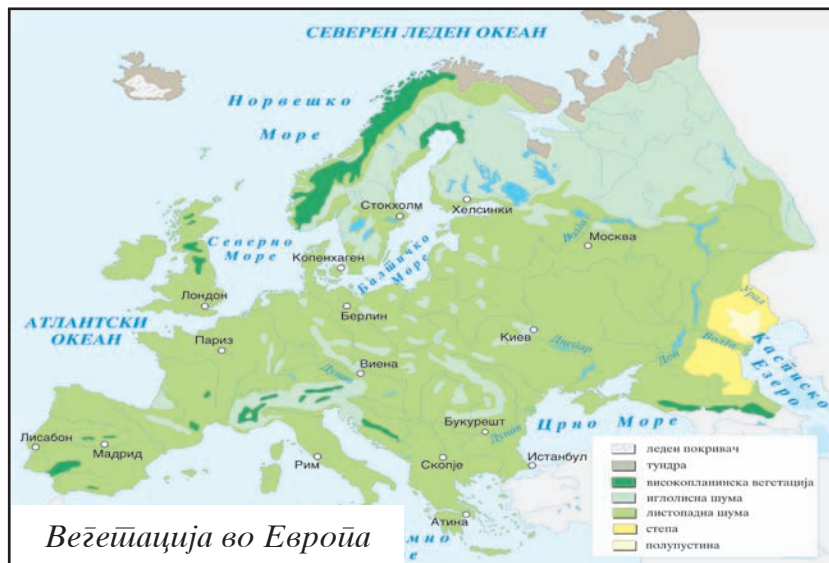 СЕВЕРЕН ЛЕДЕН ОКЕАН
Норвешко
Море
СТОКХОЛМ
Хелсинки
Северно
Море
Волга
Москва
Копенхаген
Балтичко
Море
Лондон
Берлин
АТЛАНТСКИ
ОКЕАН
Париз
Киев
Днепар
Дон
Волга
Урал
Касписко
Езеро
Виена
Дунав
Букурешт
Дунав
Црно Море
Лисабон
Мадрид
Рим
Скопје
Истанбул
Атина
леден покривач
тундра
високопланинска вегетација
иглолисна шума
листопадна шума
степа
полупустина
Вегетација во Европа